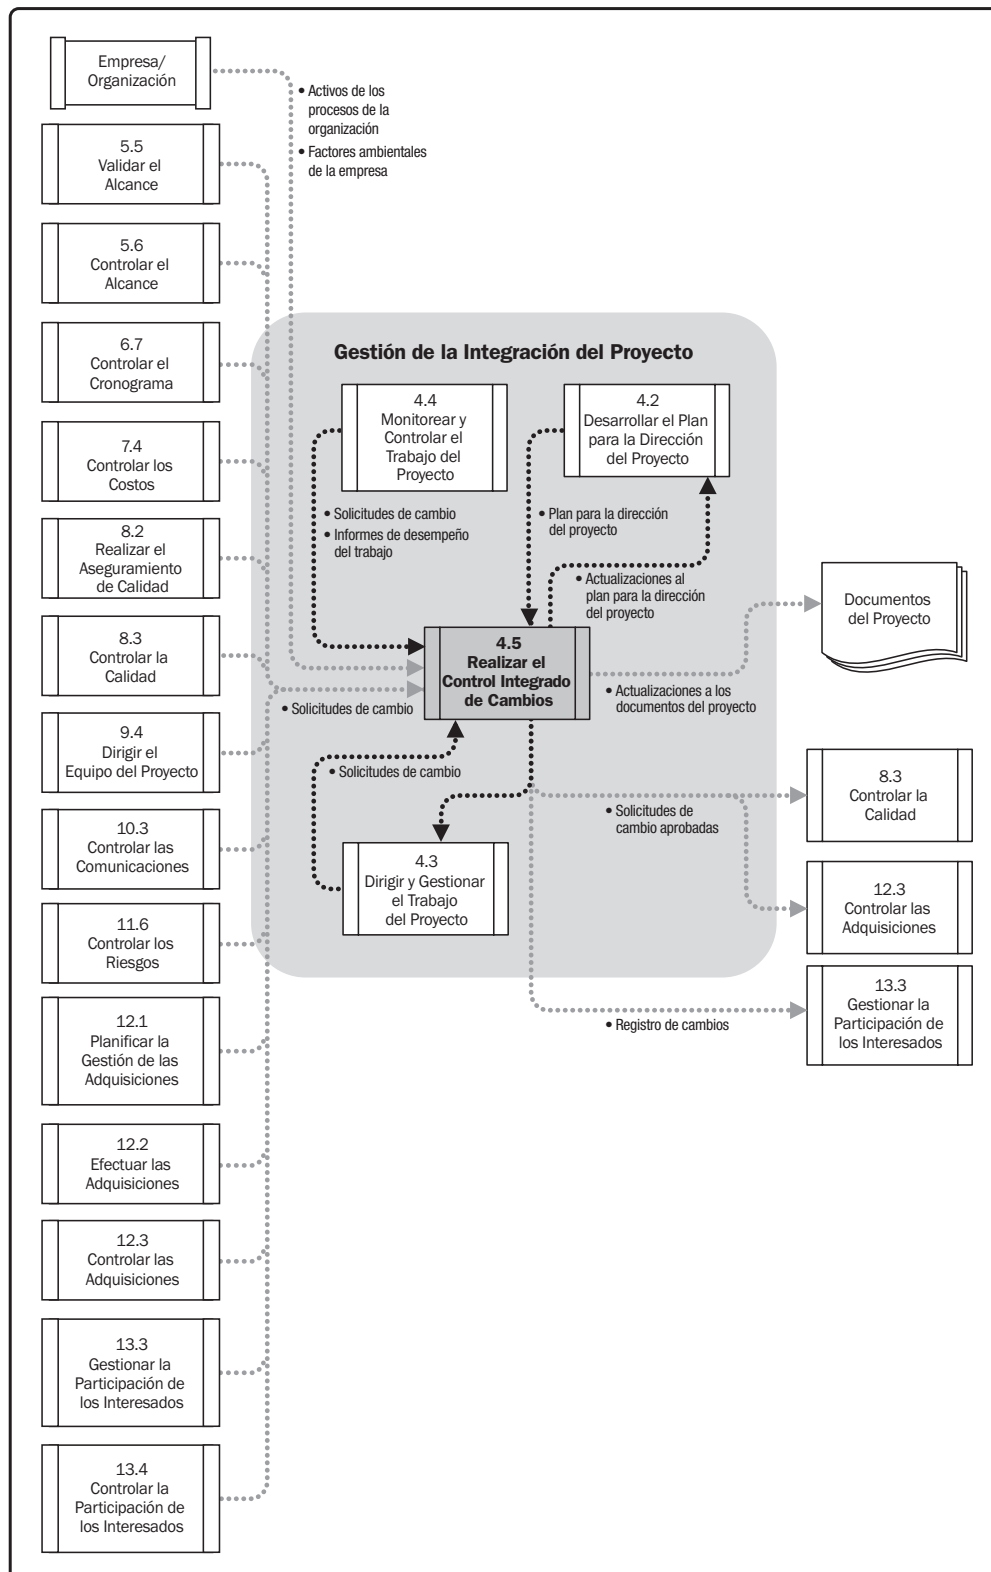 Empresa/
Organización
• Activos de los
procesos de la
organización
• Factores ambientales
de la empresa
5.5
Validar el
Alcance
5.6
Controlar el
Alcance
6.7
Controlar el
Cronograma
7.4
Controlar los
Costos
8.2
Realizar el
Aseguramiento
de Calidad
8.3
Controlar la
Calidad
9.4
Dirigir el
Equipo del Proyecto
10.3
Controlar las
Comunicaciones
11.6
Controlar los
Riesgos
12.1
Planificar la
Gestión de las
Adquisiciones
12.2
Efectuar las
Adquisiciones
12.3
Controlar las
Adquisiciones
13.3
Gestionar la
Participación de
los Interesados
13.4
Controlar la
Participación de
los Interesados
Gestión de la Integración del Proyecto
4.4
Monitorear y
Controlar el
Trabajo del
Proyecto
4.2
Desarrollar el Plan
para la Dirección
del Proyecto
• Solicitudes de cambio
• Informes de desempeño
del trabajo
• Plan para la dirección
del proyecto
• Actualizaciones al
plan para la dirección
del proyecto
4.5
Realizar el
Control Integrado
de Cambios
• Solicitudes de cambio
• Actualizaciones a los
documentos del proyecto
• Solicitudes de cambio
• Solicitudes de
cambio aprobadas
4.3
Dirigir y Gestionar
el Trabajo
del Proyecto
• Registro de cambios
Documentos
del Proyecto
8.3
Controlar la
Calidad
12.3
Controlar las
Adquisiciones
13.3
Gestionar la
Participación de
los Interesados